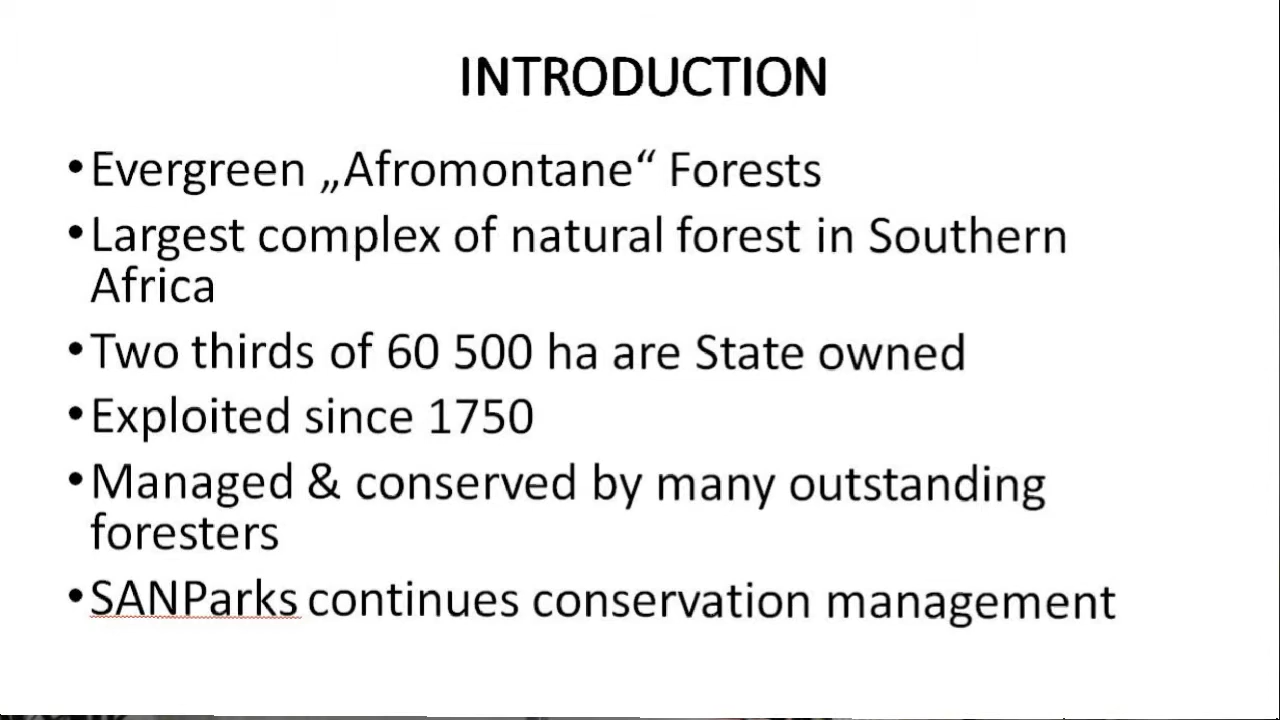 INTRODUCTION
•Evergreen „Afromontane“ Forests
•Largest complex of natural forest in Southern
Africa
•Two thirds of 60 500 ha are State owned
•Exploited since 1750
•Managed & conserved by many outstanding
foresters
•SANParks continues conservation management